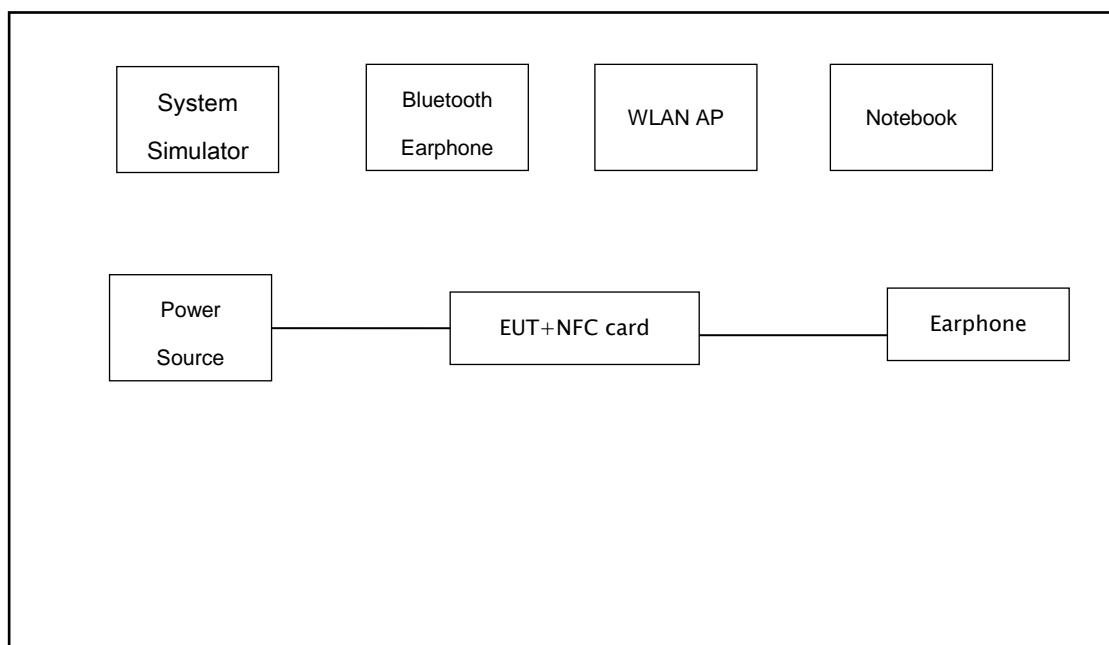 System
Simulator
Bluetooth
Earphone
WLAN AP
Notebook
Power
Source
EUT+NFC card
Earphone